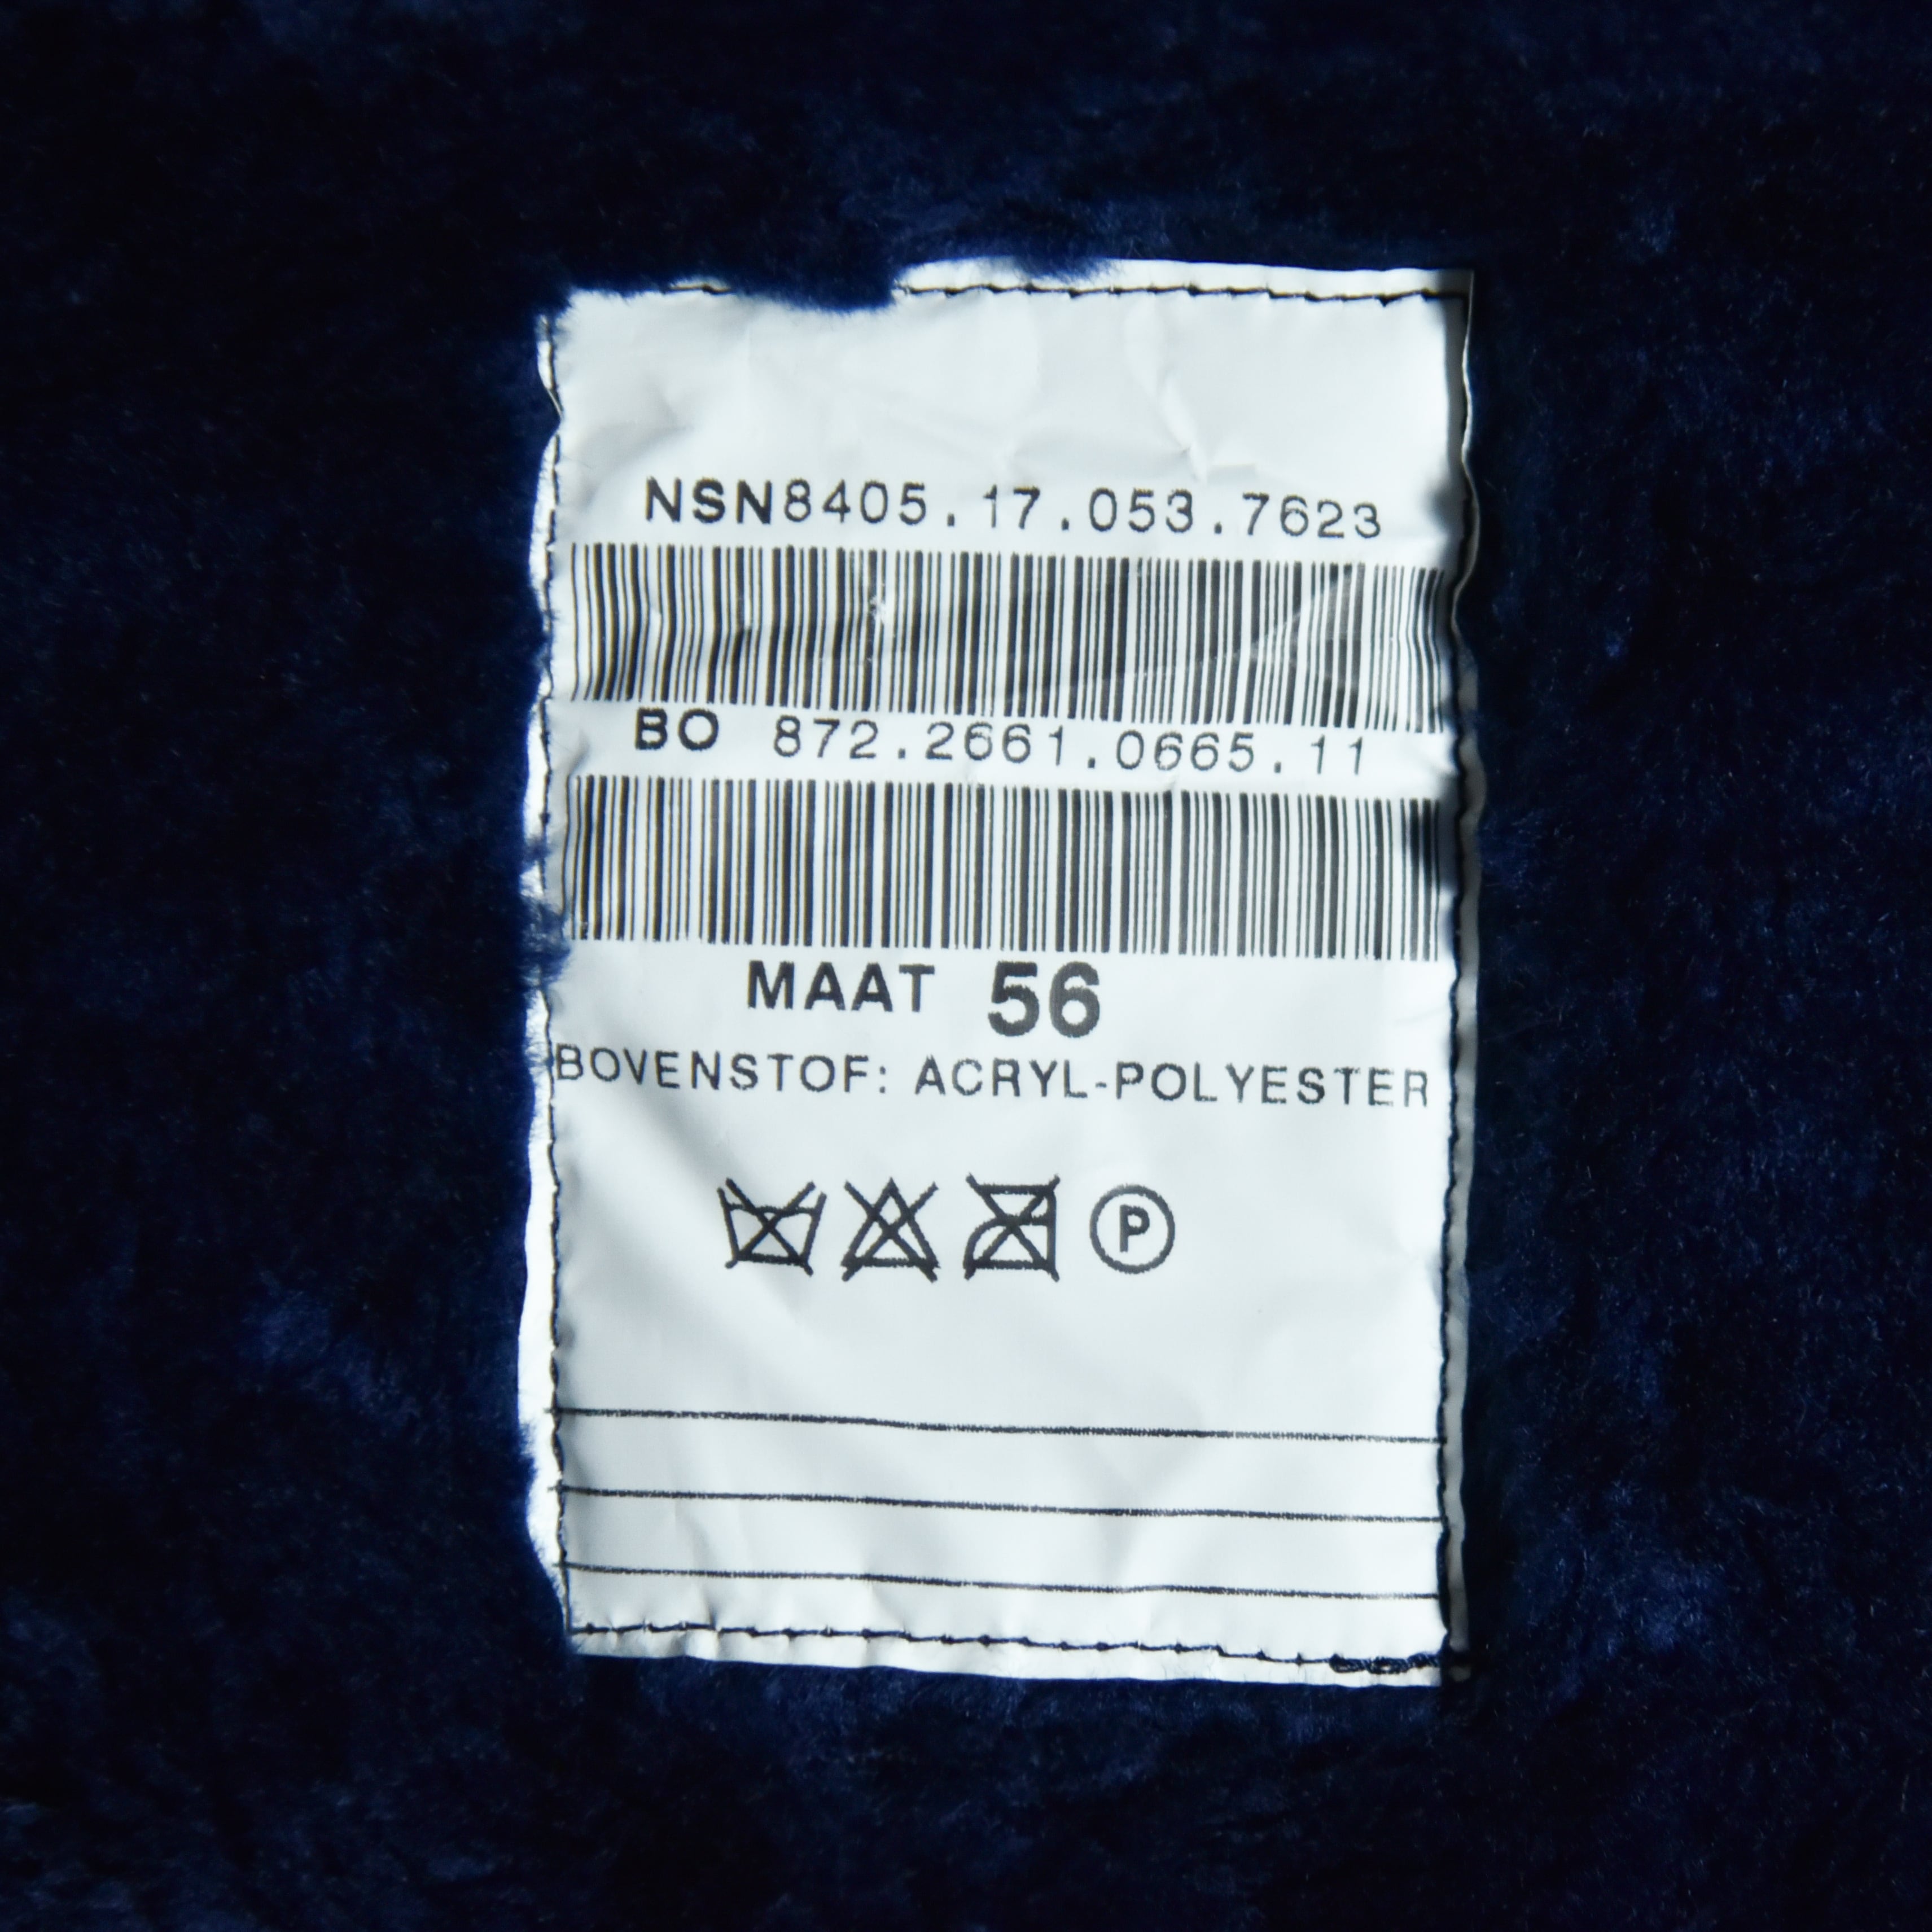 NSN8405.17.053.7623
BO 872.2661.0665.11
MAAT 56
BOVENSTOF: ACRYL-POLYESTER
P